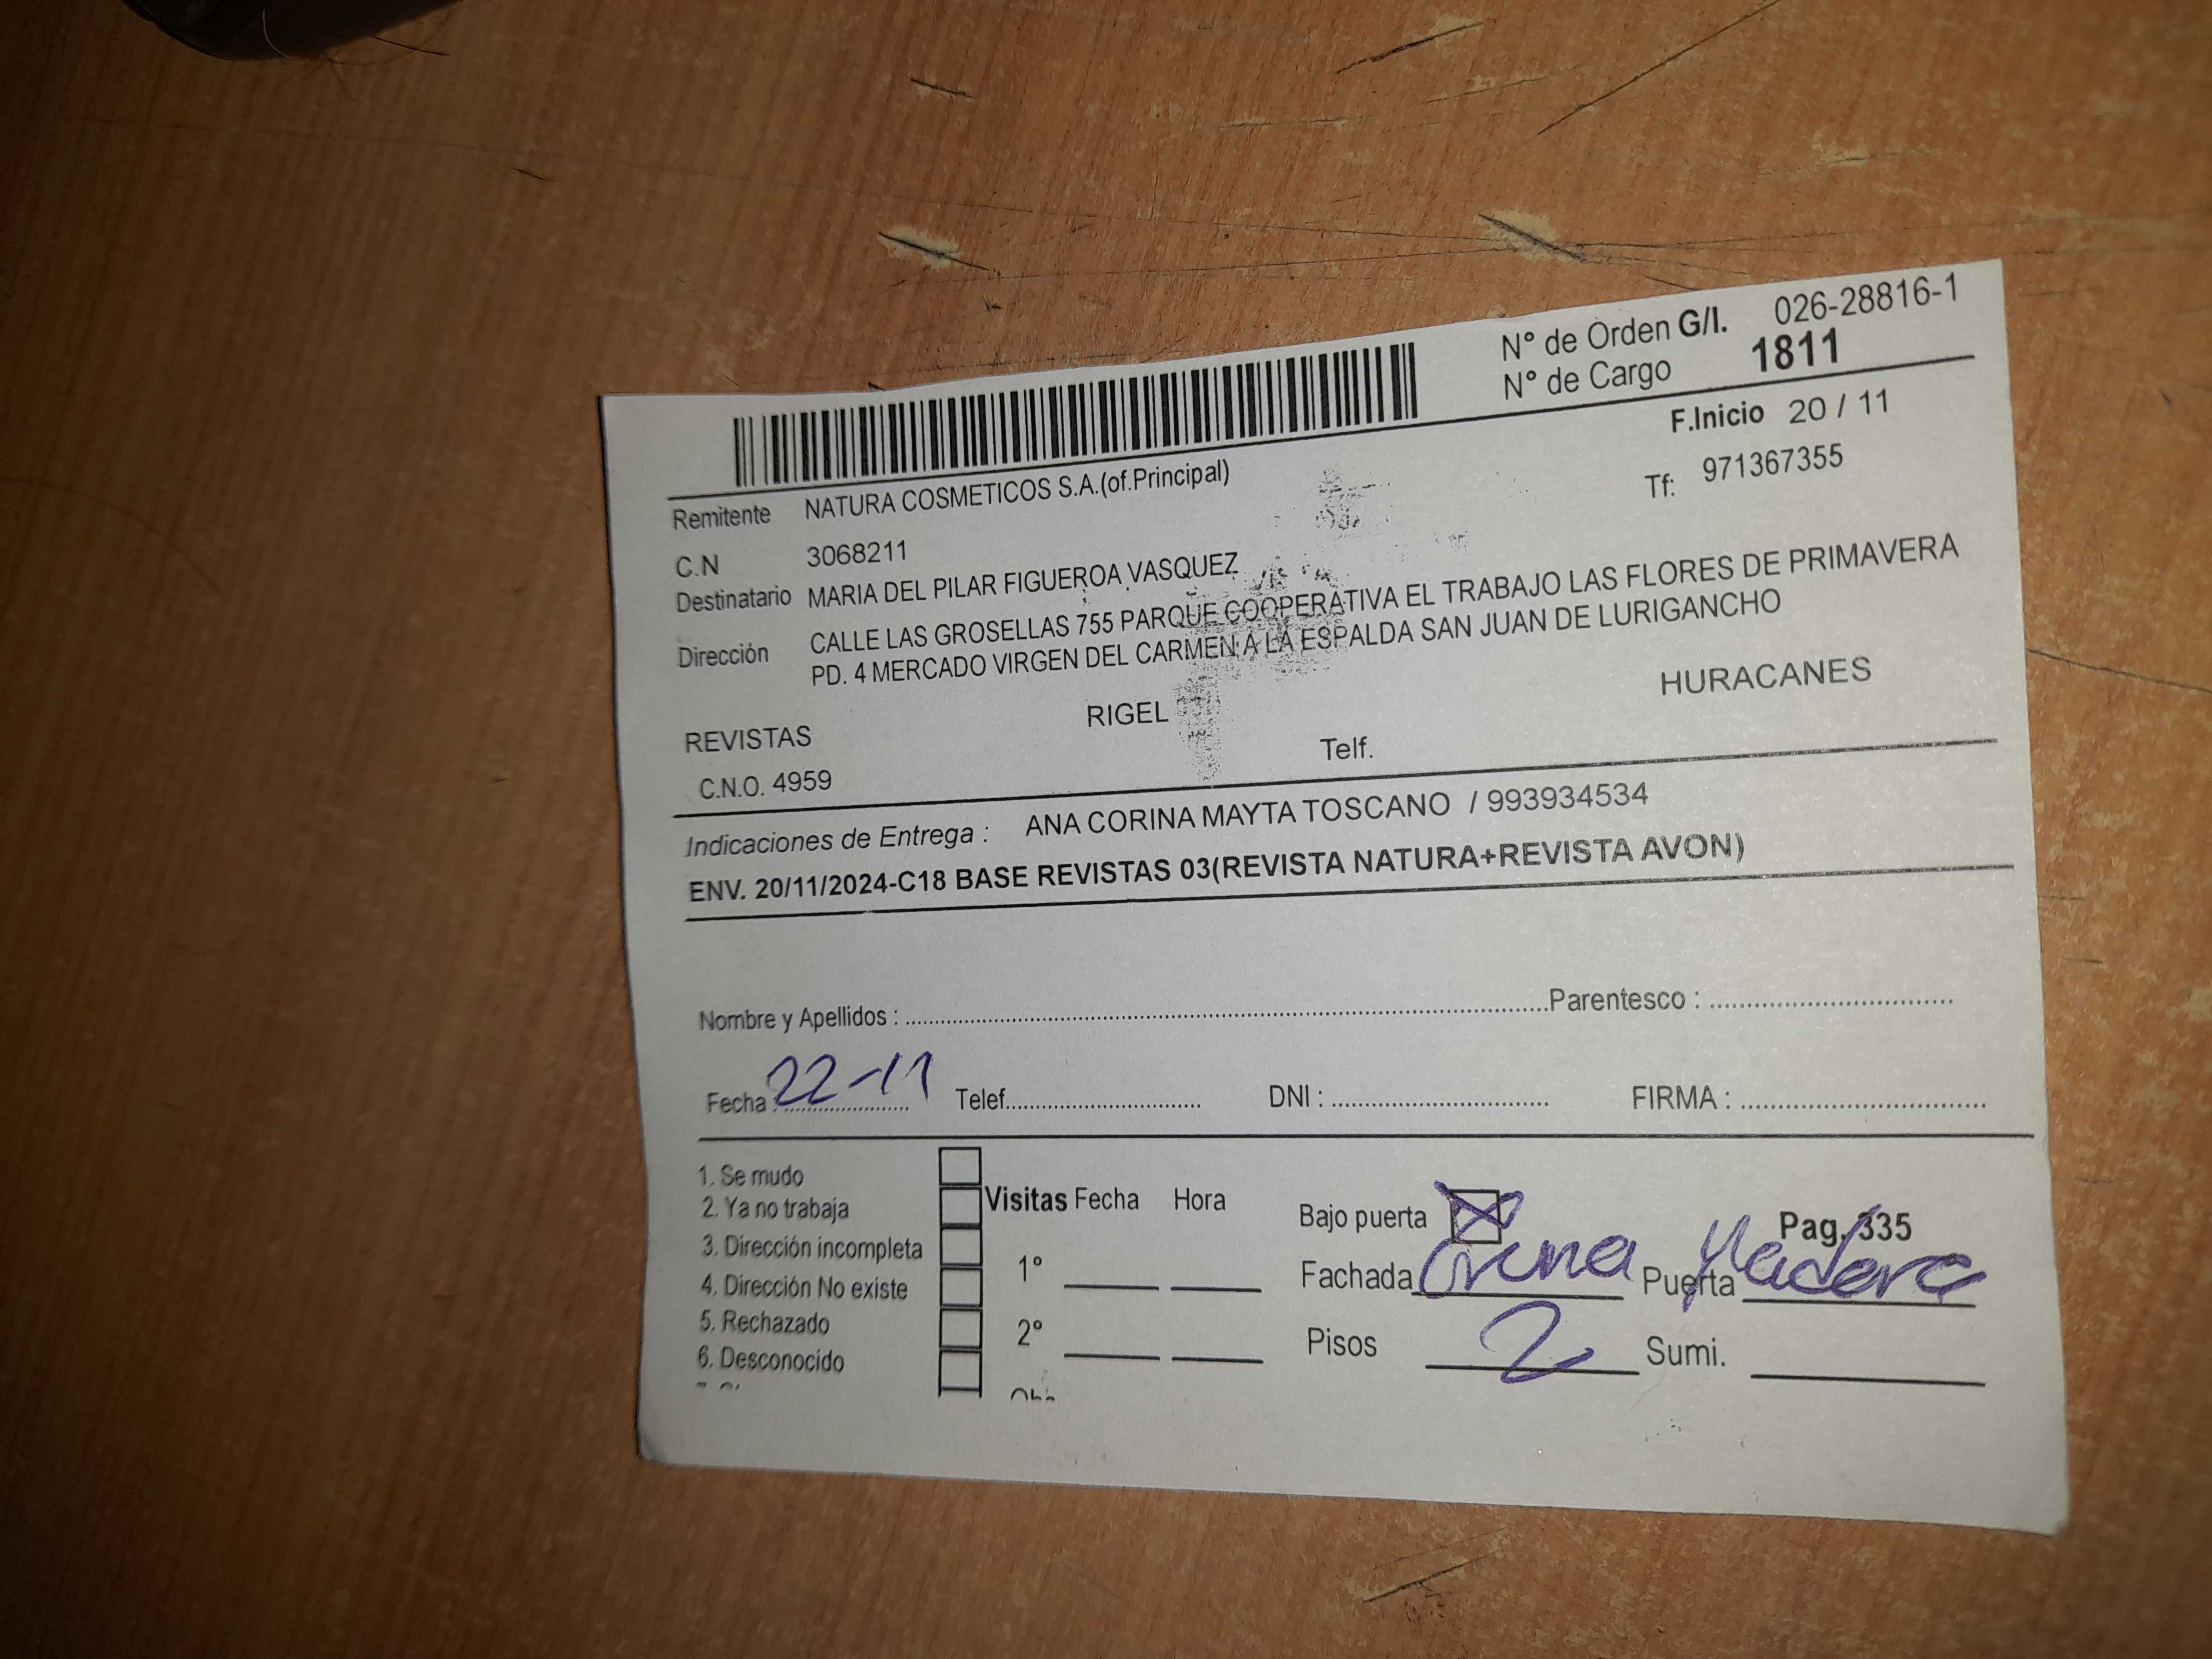 N° de Orden G/I. 026-28816-1
N° de Cargo 1811
F.Inicio 20 / 11
Remitente NATURA COSMETICOS S.A.(of.Principal) Tf: 971367355
C.N 3068211
Destinatario MARIA DEL PILAR FIGUEROA VASQUEZ
Dirección CALLE LAS GROSELLAS 755 PARQUE COOPERATIVA EL TRABAJO LAS FLORES DE PRIMAVERA
PD. 4 MERCADO VIRGEN DEL CARMEN A LA ESPALDA SAN JUAN DE LURIGANCHO
REVISTAS RIGEL HURACANES
C.N.O. 4959 Telf.
Indicaciones de Entrega : ANA CORINA MAYTA TOSCANO / 993934534
ENV. 20/11/2024-C18 BASE REVISTAS 03(REVISTA NATURA+REVISTA AVON)
Nombre y Apellidos : Parentesco :
Fecha : 22-11 Telef. DNI : FIRMA :
1. Se mudo
2. Ya no trabaja Visitas Fecha Hora Bajo puerta Pag. 335
3. Dirección incompleta
4. Dirección No existe 1° Fachada Puerta Madera
5. Rechazado
6. Desconocido 2° Pisos 2 Sumi.